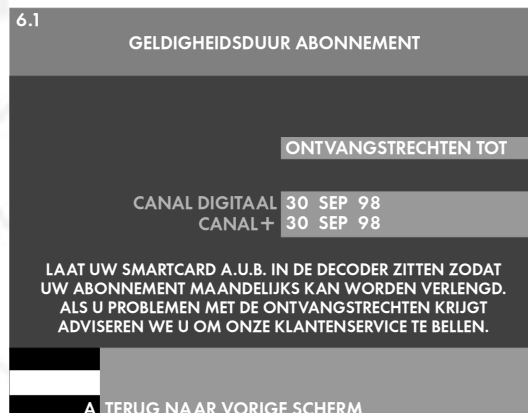 6.1
GELDIGHEIDSDUUR ABONNEMENT
ONTVANGSTRECHTEN TOT
CANAL DIGITAAL 30 SEP 98
CANAL+ 30 SEP 98
LAAT UW SMARTCARD A.U.B. IN DE DECODER ZITTEN ZODAT
UW ABONNEMENT MAANDELIJKS KAN WORDEN VERLENGD.
ALS U PROBLEMEN MET DE ONTVANGSTRECHTEN KRIJGT
ADVISEREN WE U OM ONZE KLANTENSERVICE TE BELLEN.
A TERUG NAAR VORIGE SCHERM